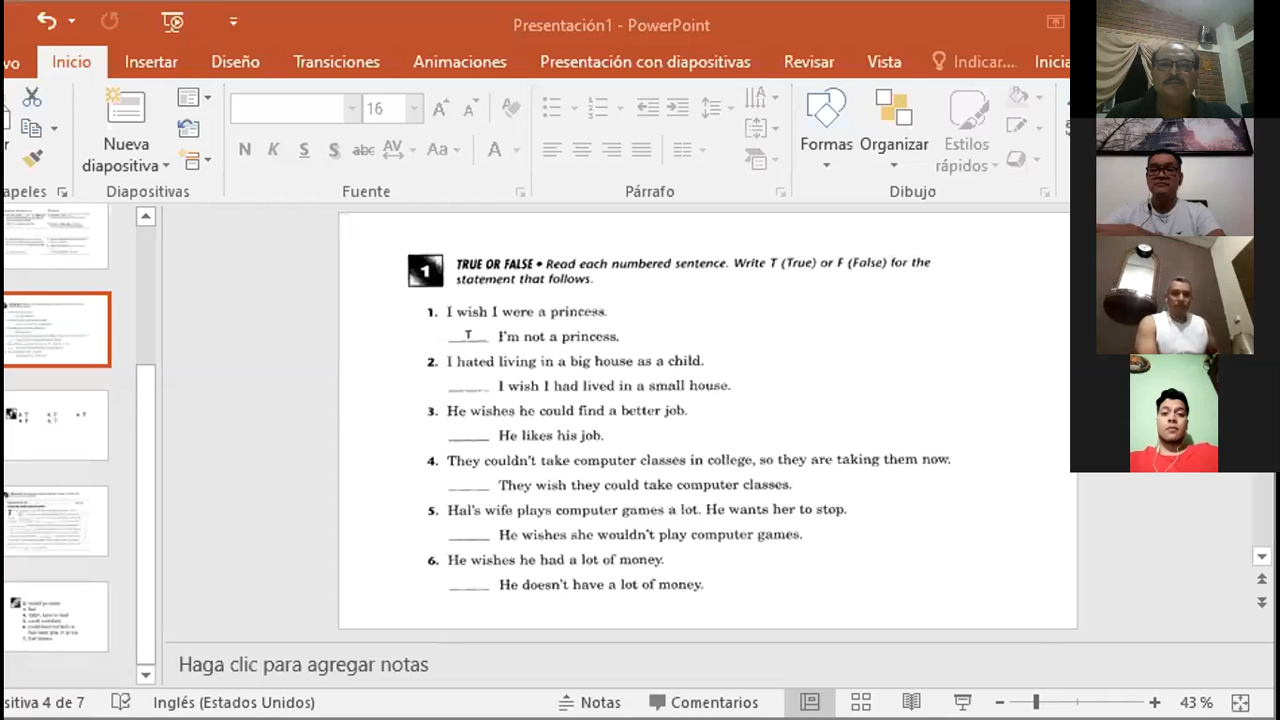 Presentación1 - PowerPoint
vo Inicio Insertar Diseño Transiciones Animaciones Presentación con diapositivas Revisar Vista Indicar... Inicia
16
Nueva
diapositiva
N K S S abc AV Aa A
Formas Organizar Estilos
rápidos
apeles Diapositivas Fuente Párrafo Dibujo
1 TRUE OR FALSE • Read each numbered sentence. Write T (True) or F (False) for the
statement that follows.
1. I wish I were a princess.
T I'm not a princess.
2. I hated living in a big house as a child.
____ I wish I had lived in a small house.
3. He wishes he could find a better job.
____ He likes his job.
4. They couldn't take computer classes in college, so they are taking them now.
____ They wish they could take computer classes.
5. Hal's wife plays computer games a lot. He wants her to stop.
____ He wishes she wouldn't play computer games.
6. He wishes he had a lot of money.
____ He doesn't have a lot of money.
Haga clic para agregar notas
sitiva 4 de 7 Inglés (Estados Unidos) Notas Comentarios 43 %